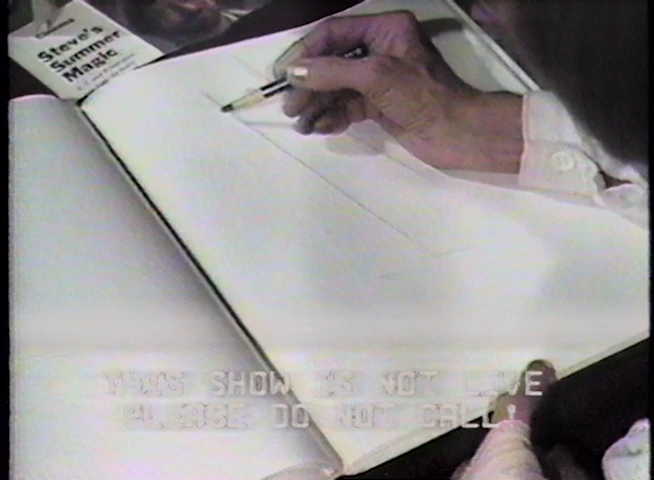 Steve's
Summer
Magic
THIS SHOW IS NOT LIVE
PLEASE DO NOT CALL!